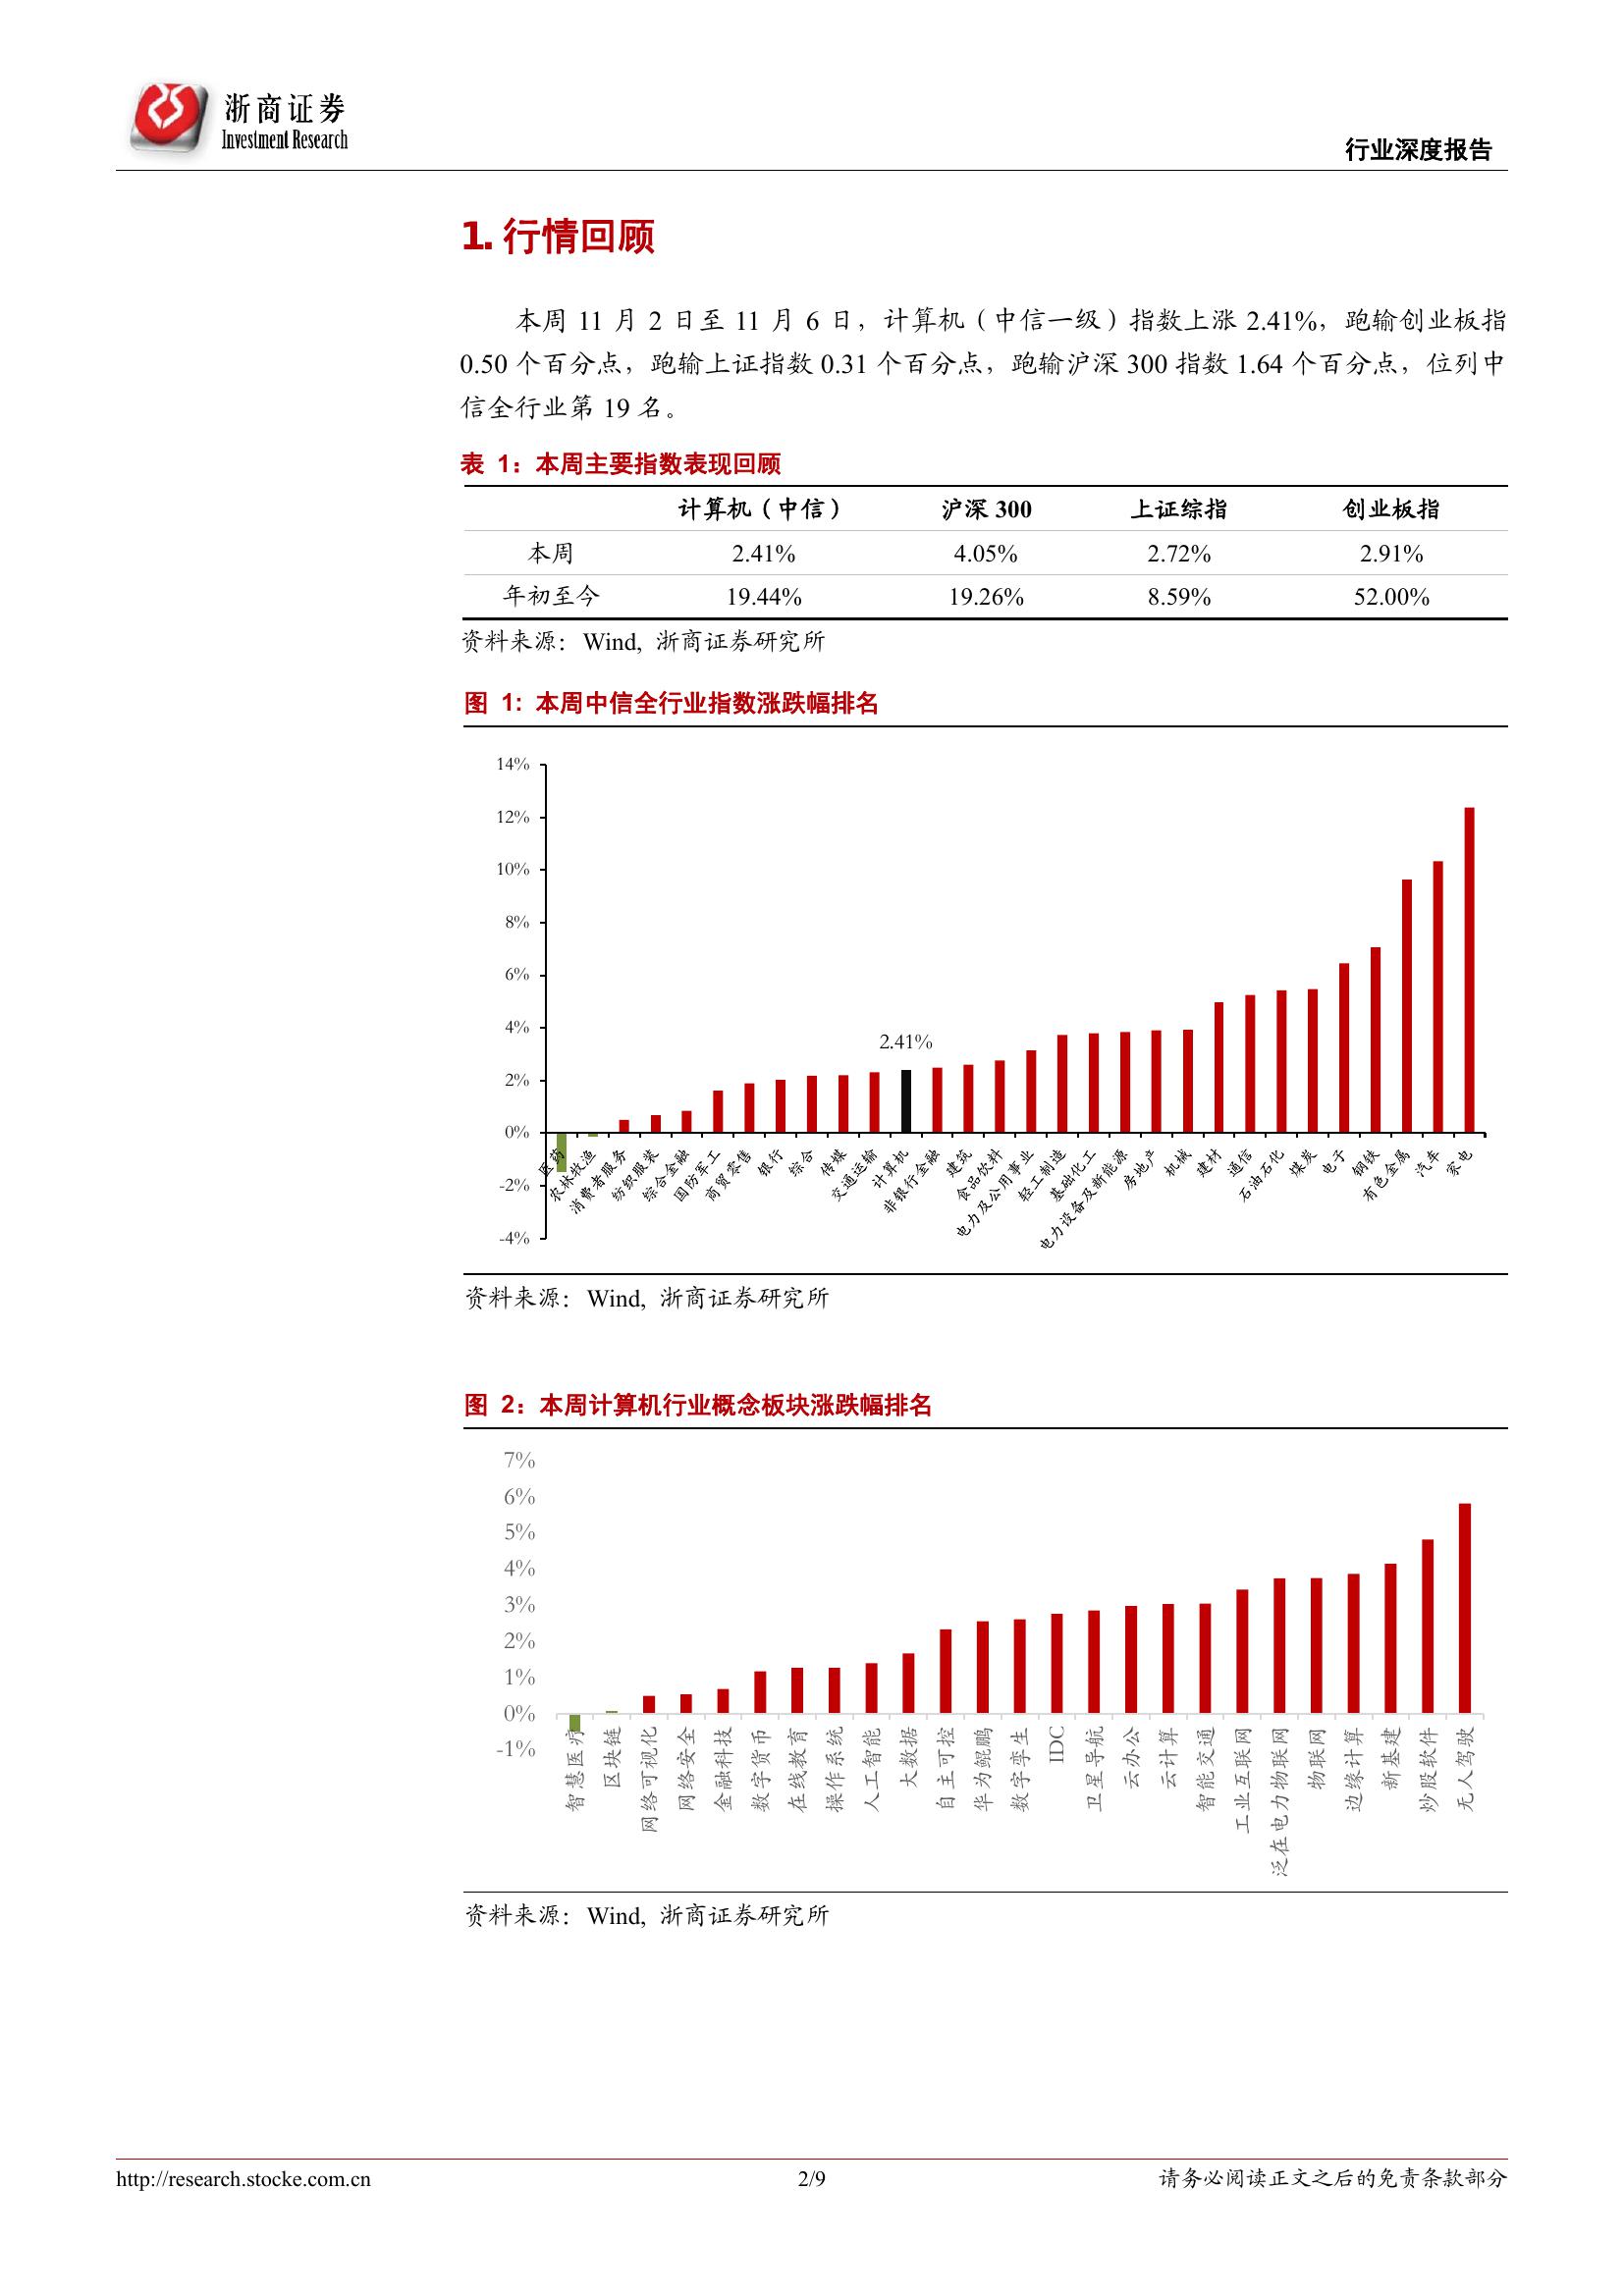 浙商证券
Investment Research
行业深度报告
1. 行情回顾
本周 11 月 2 日至 11 月 6 日，计算机（中信一级）指数上涨 2.41%，跑输创业板指
0.50 个百分点，跑输上证指数 0.31 个百分点，跑输沪深 300 指数 1.64 个百分点，位列中
信全行业第 19 名。
表 1：本周主要指数表现回顾
计算机（中信） 沪深 300 上证综指 创业板指
本周 2.41% 4.05% 2.72% 2.91%
年初至今 19.44% 19.26% 8.59% 52.00%
资料来源：Wind, 浙商证券研究所
图 1: 本周中信全行业指数涨跌幅排名
14%
12%
10%
8%
6%
4%
2%
0%
-2%
-4%
2.41%
医药
农林牧渔
消费者服务
纺织服装
综合金融
国防军工
商贸零售
银行
综合
传媒
交通运输
计算机
非银行金融
建筑
食品饮料
电力及公用事业
轻工制造
基础化工
电力设备及新能源
房地产
机械
建材
通信
石油石化
煤炭
电子
钢铁
有色金属
汽车
家电
资料来源：Wind, 浙商证券研究所
图 2：本周计算机行业概念板块涨跌幅排名
7%
6%
5%
4%
3%
2%
1%
0%
-1%
智慧医疗
区块链
网络可视化
网络安全
金融科技
数字货币
在线教育
操作系统
人工智能
大数据
自主可控
华为鲲鹏
数字孪生
IDC
卫星导航
云办公
云计算
智能交通
工业互联网
泛在电力物联网
物联网
边缘计算
新基建
炒股软件
无人驾驶
资料来源：Wind, 浙商证券研究所
http://research.stocke.com.cn 2/9 请务必阅读正文之后的免责条款部分